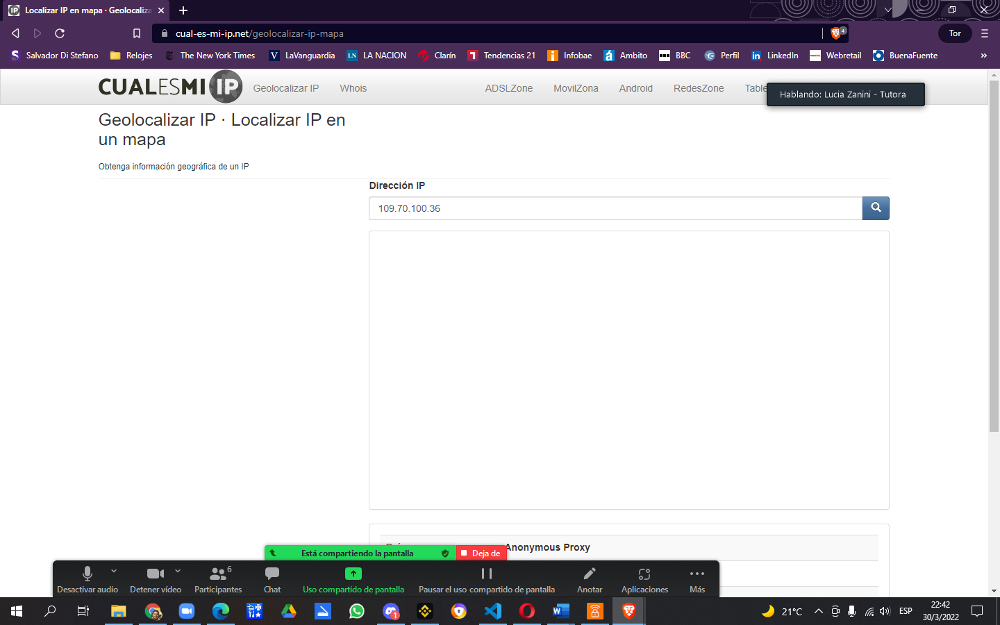 IP Localizar IP en mapa · Geolocaliza
cual-es-mi-ip.net/geolocalizar-ip-mapa
4
Tor
Salvador Di Stefano
Relojes
The New York Times
LaVanguardia
LN LA NACION
Clarín
Tendencias 21
Infobae
Ambito
BBC
Perfil
LinkedIn
Webretail
BuenaFuente
CUALESMI IP
Geolocalizar IP
Whois
ADSLZone
MovilZona
Android
RedesZone
Hablando: Lucia Zanini - Tutora
Geolocalizar IP · Localizar IP en
un mapa
Obtenga información geográfica de un IP
Dirección IP
109.70.100.36
Anonymous Proxy
Está compartiendo la pantalla
Deja de
6
Desactivar audio
Detener vídeo
Participantes
Chat
Uso compartido de pantalla
Pausar el uso compartido de pantalla
Anotar
Aplicaciones
Más
1
21°C
ESP
22:42
30/3/2022